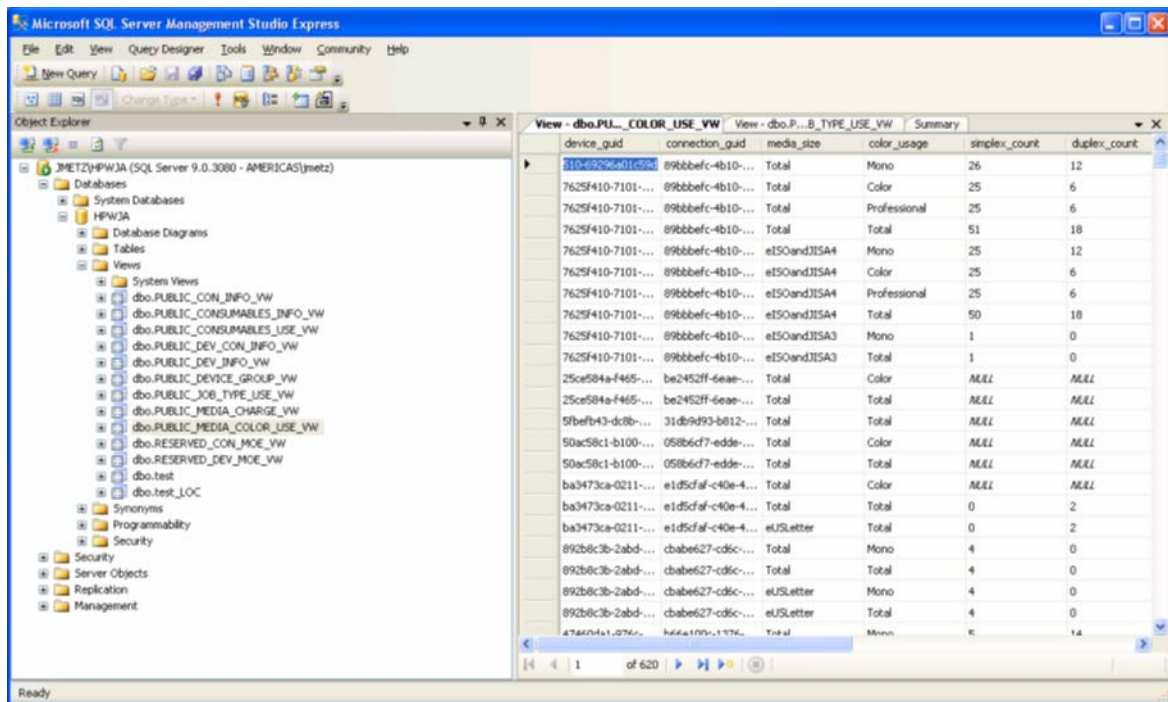 Microsoft SQL Server Management Studio Express
File Edit View Query Designer Tools Window Community Help
New Query
Change Type
Object Explorer
View - dbo.PU..._COLOR_USE_VW View - dbo.P...B_TYPE_USE_VW Summary
JMETZ\HPWJA (SQL Server 9.0.3080 - AMERICAS\jmetz)
Databases
System Databases
HPWJA
Database Diagrams
Tables
Views
System Views
dbo.PUBLIC_CON_INFO_VW
dbo.PUBLIC_CONSUMABLES_INFO_VW
dbo.PUBLIC_CONSUMABLES_USE_VW
dbo.PUBLIC_DEV_CON_INFO_VW
dbo.PUBLIC_DEV_INFO_VW
dbo.PUBLIC_DEVICE_GROUP_VW
dbo.PUBLIC_JOB_TYPE_USE_VW
dbo.PUBLIC_MEDIA_CHARGE_VW
dbo.PUBLIC_MEDIA_COLOR_USE_VW
dbo.RESERVED_CON_MOE_VW
dbo.RESERVED_DEV_MOE_VW
dbo.test
dbo.test_LOC
Synonyms
Programmability
Security
Security
Server Objects
Replication
Management
device_guid connection_guid media_size color_usage simplex_count duplex_count
510-69296a01c59d 89bbbefc-4b10-... Total Mono 26 12
7625f410-7101-... 89bbbefc-4b10-... Total Color 25 6
7625f410-7101-... 89bbbefc-4b10-... Total Professional 25 6
7625f410-7101-... 89bbbefc-4b10-... Total Total 51 18
7625f410-7101-... 89bbbefc-4b10-... eISOandJISA4 Mono 25 12
7625f410-7101-... 89bbbefc-4b10-... eISOandJISA4 Color 25 6
7625f410-7101-... 89bbbefc-4b10-... eISOandJISA4 Professional 25 6
7625f410-7101-... 89bbbefc-4b10-... eISOandJISA4 Total 50 18
7625f410-7101-... 89bbbefc-4b10-... eISOandJISA3 Mono 1 0
7625f410-7101-... 89bbbefc-4b10-... eISOandJISA3 Total 1 0
25ce584a-f465-... be2452ff-6eae-... Total Color NULL NULL
25ce584a-f465-... be2452ff-6eae-... Total Total NULL NULL
5fbefb43-dc8b-... 31db9d93-b812-... Total Total NULL NULL
50ac58c1-b100-... 058b6cf7-edde-... Total Color NULL NULL
50ac58c1-b100-... 058b6cf7-edde-... Total Total NULL NULL
ba3473ca-0211-... e1d5cfaf-c40e-4... Total Color NULL NULL
ba3473ca-0211-... e1d5cfaf-c40e-4... Total Total 0 2
ba3473ca-0211-... e1d5cfaf-c40e-4... eUSLetter Total 0 2
892b8c3b-2abd-... cbabe627-cd6c-... Total Mono 4 0
892b8c3b-2abd-... cbabe627-cd6c-... Total Total 4 0
892b8c3b-2abd-... cbabe627-cd6c-... eUSLetter Mono 4 0
892b8c3b-2abd-... cbabe627-cd6c-... eUSLetter Total 4 0
Total Mono 5 14
1 of 620
Ready